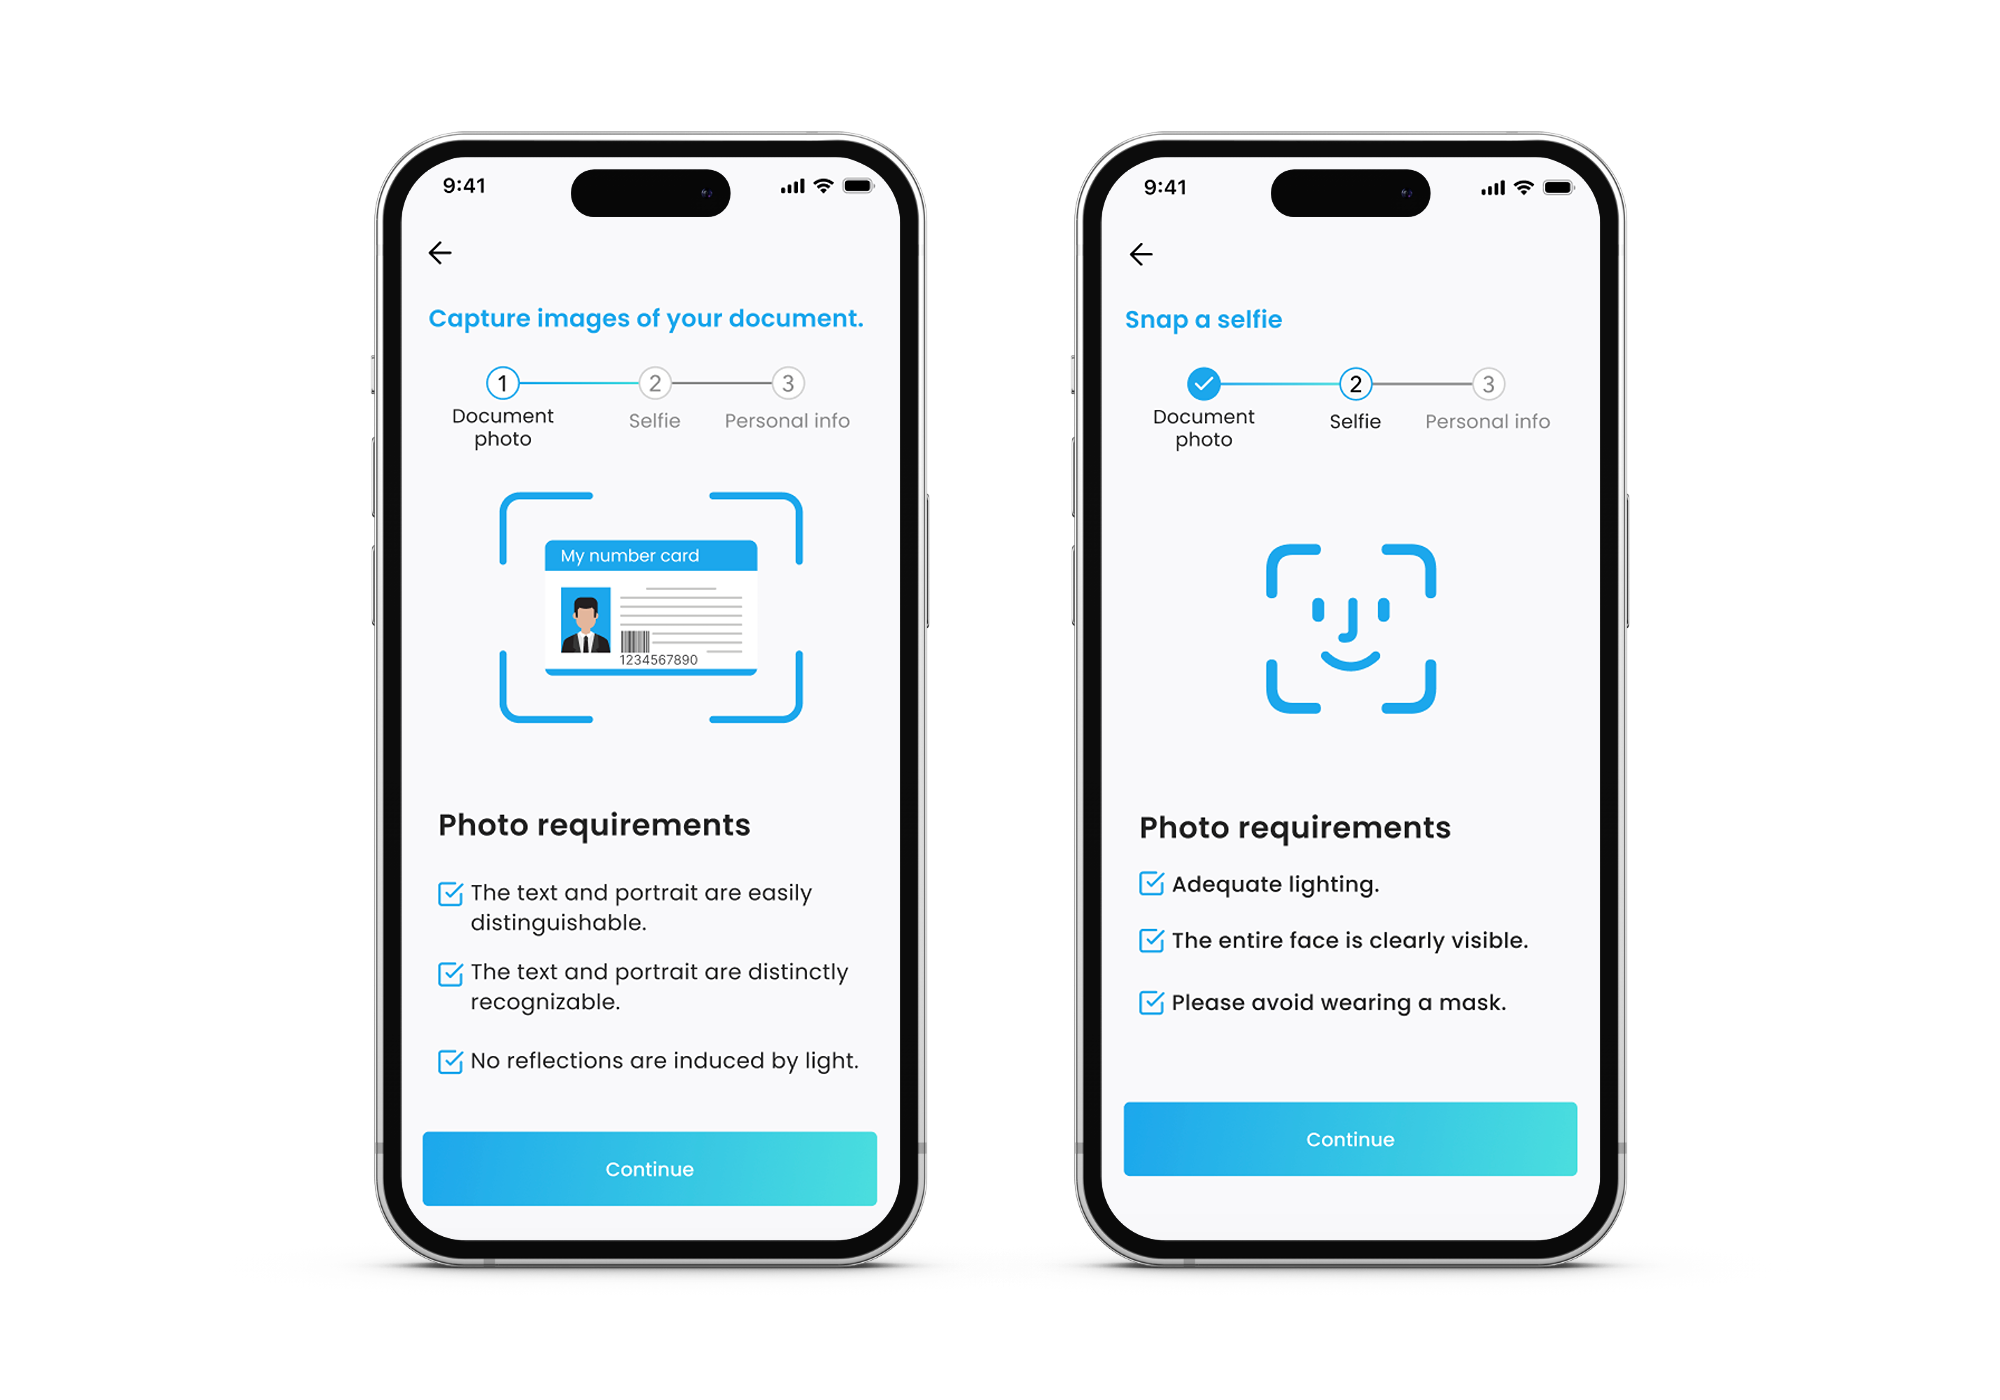 9:41
Capture images of your document.
1
2
3
Document
photo
Selfie
Personal info
My number card
1234567890
Photo requirements
The text and portrait are easily
distinguishable.
The text and portrait are distinctly
recognizable.
No reflections are induced by light.
Continue
9:41
Snap a selfie
2
3
Document
photo
Selfie
Personal info
Photo requirements
Adequate lighting.
The entire face is clearly visible.
Please avoid wearing a mask.
Continue